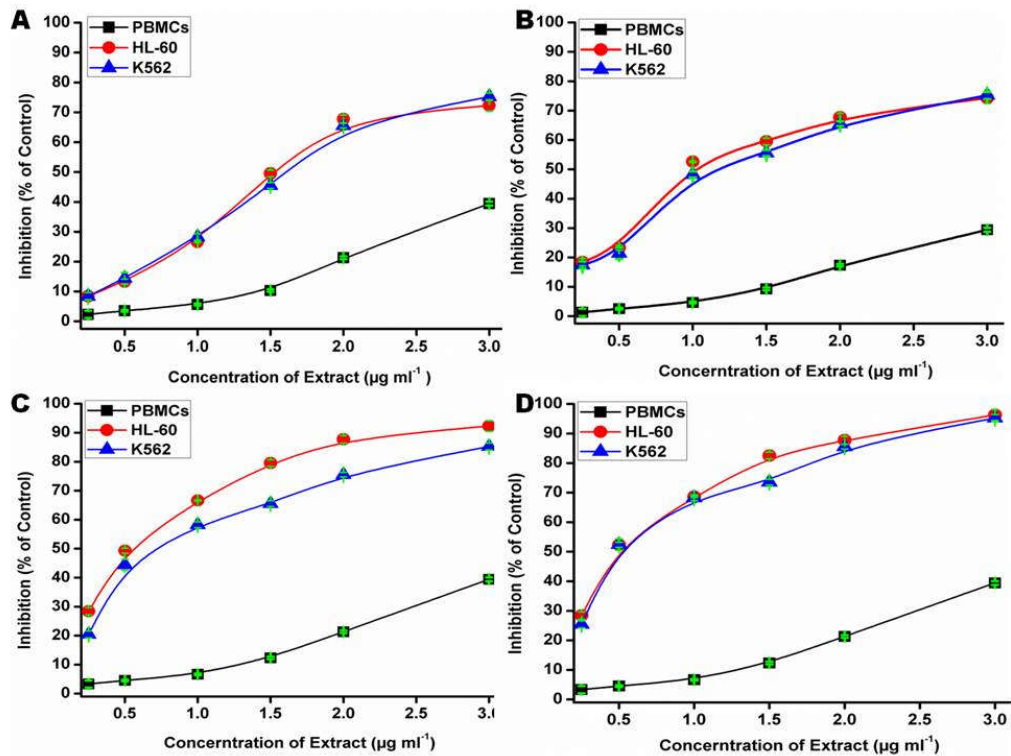 A
PBMCs
HL-60
K562
Inhibition (% of Control)
100
90
80
70
60
50
40
30
20
10
0
0.5 1.0 1.5 2.0 2.5 3.0
Concerntration of Extract (µg ml-1 )
B
PBMCs
HL-60
K562
Inhibition (% of Control)
100
90
80
70
60
50
40
30
20
10
0
0.5 1.0 1.5 2.0 2.5 3.0
Concerntration of Extract (µg ml-1)
C
PBMCs
HL-60
K562
Inhibition (% of Control)
100
90
80
70
60
50
40
30
20
10
0
0.5 1.0 1.5 2.0 2.5 3.0
Concerntration of Extract (µg ml-1)
D
PBMCs
HL-60
K562
Inhibition (% of Control)
100
90
80
70
60
50
40
30
20
10
0
0.5 1.0 1.5 2.0 2.5 3.0
Concerntration of Extract (µg ml-1)